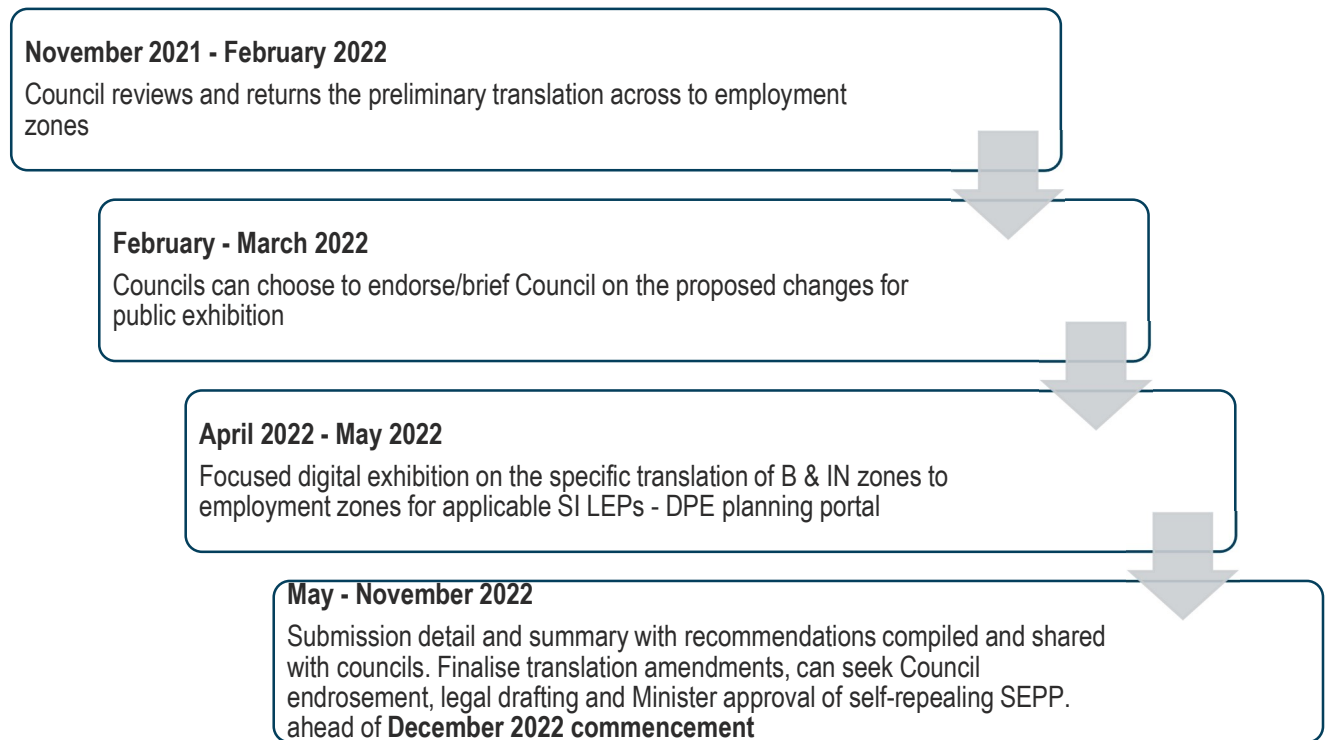 November 2021 - February 2022
Council reviews and returns the preliminary translation across to employment
zones
February - March 2022
Councils can choose to endorse/brief Council on the proposed changes for
public exhibition
April 2022 - May 2022
Focused digital exhibition on the specific translation of B & IN zones to
employment zones for applicable SI LEPs - DPE planning portal
May - November 2022
Submission detail and summary with recommendations compiled and shared
with councils. Finalise translation amendments, can seek Council
endrosement, legal drafting and Minister approval of self-repealing SEPP.
ahead of December 2022 commencement